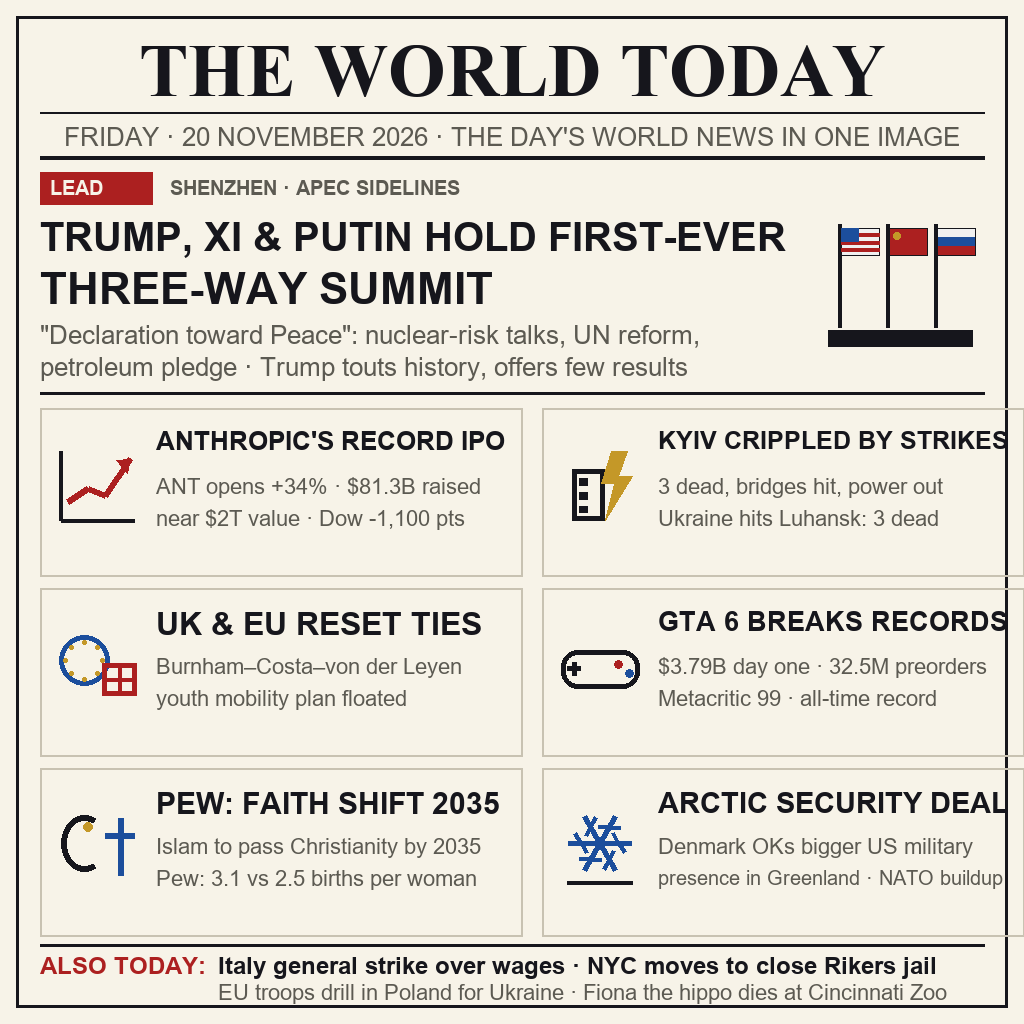 THE WORLD TODAY
FRIDAY · 20 NOVEMBER 2026 · THE DAY'S WORLD NEWS IN ONE IMAGE
LEAD
SHENZHEN · APEC SIDELINES
TRUMP, XI & PUTIN HOLD FIRST-EVER
THREE-WAY SUMMIT
"Declaration toward Peace": nuclear-risk talks, UN reform,
petroleum pledge · Trump touts history, offers few results
ANTHROPIC'S RECORD IPO
ANT opens +34% · $81.3B raised
near $2T value · Dow -1,100 pts
KYIV CRIPPLED BY STRIKES
3 dead, bridges hit, power out
Ukraine hits Luhansk: 3 dead
UK & EU RESET TIES
Burnham–Costa–von der Leyen
youth mobility plan floated
GTA 6 BREAKS RECORDS
$3.79B day one · 32.5M preorders
Metacritic 99 · all-time record
PEW: FAITH SHIFT 2035
Islam to pass Christianity by 2035
Pew: 3.1 vs 2.5 births per woman
ARCTIC SECURITY DEAL
Denmark OKs bigger US military
presence in Greenland · NATO buildup
ALSO TODAY: Italy general strike over wages · NYC moves to close Rikers jail
EU troops drill in Poland for Ukraine · Fiona the hippo dies at Cincinnati Zoo